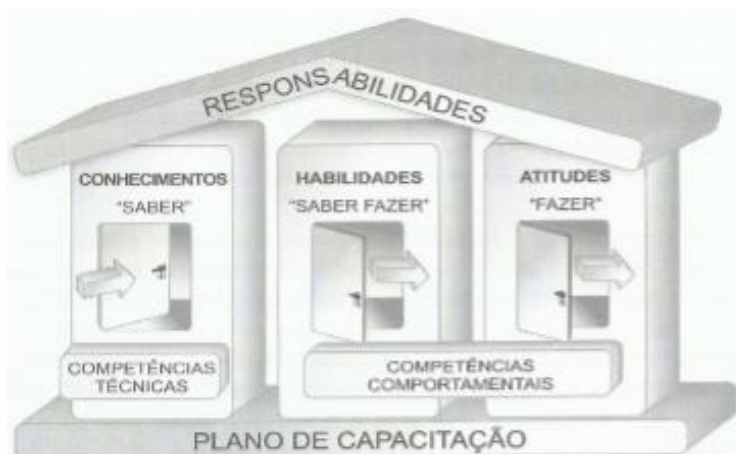 RESPONSABILIDADES
CONHECIMENTOS
"SABER"
HABILIDADES
"SABER FAZER"
ATITUDES
"FAZER"
COMPETÊNCIAS
TÉCNICAS
COMPETÊNCIAS
COMPORTAMENTAIS
PLANO DE CAPACITAÇÃO